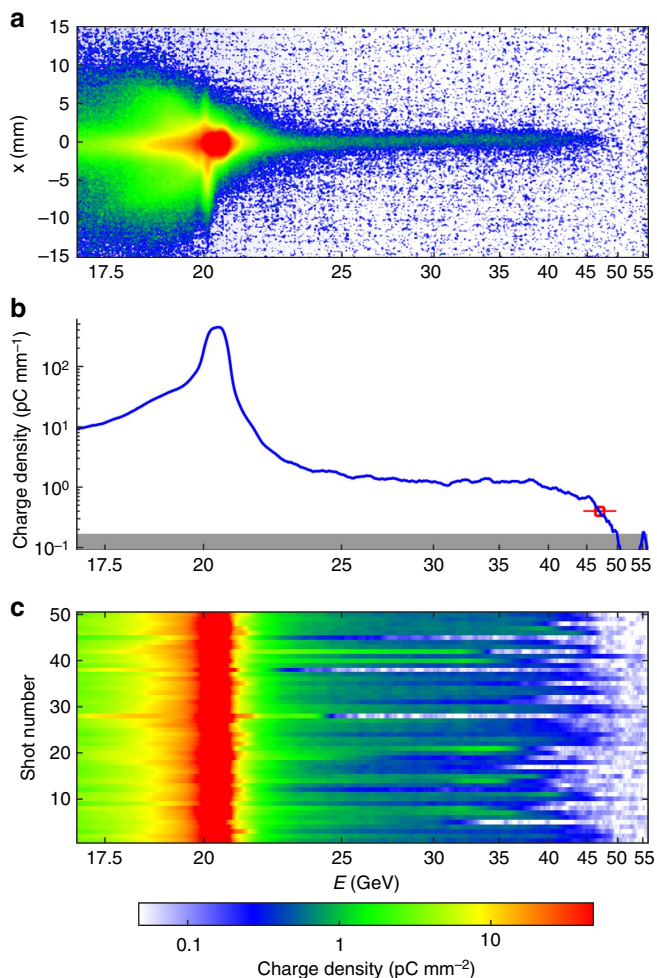 a
15
10
5
0
−5
−10
−15
x (mm)
17.5 20 25 30 35 40 45 50 55
b
10²
10¹
10⁰
10⁻¹
Charge density (pC mm⁻¹)
17.5 20 25 30 35 40 45 50 55
c
50
40
30
20
10
Shot number
17.5 20 25 30 35 40 45 50 55
E (GeV)
0.1 1 10
Charge density (pC mm⁻²)